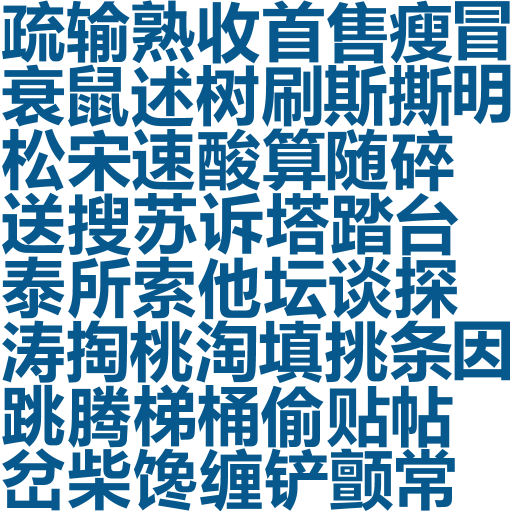 疏输熟收首售瘦冒
衰鼠述树刷斯撕明
松宋速酸算随碎
送搜苏诉塔踏台
泰所索他坛谈探
涛掏桃淘填挑条因
跳腾梯桶偷贴帖
岔柴馋缠铲颤常